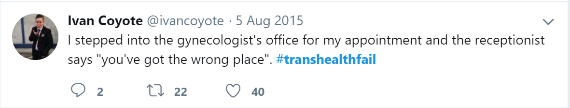 Ivan Coyote @ivancoyote · 5 Aug 2015
I stepped into the gynecologist's office for my appointment and the receptionist
says "you've got the wrong place". #transhealthfail
2 22 40